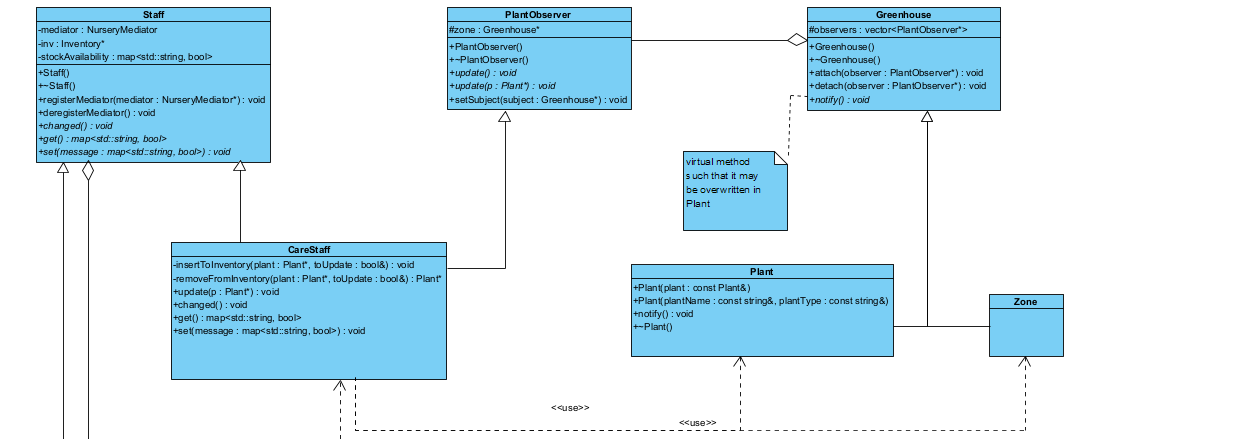 Staff
-mediator : NurseryMediator
-inv : Inventory*
-stockAvailability : map<std::string, bool>
+Staff()
+~Staff()
+registerMediator(mediator : NurseryMediator*) : void
+deregisterMediator() : void
+changed() : void
+get() : map<std::string, bool>
+set(message : map<std::string, bool>) : void
PlantObserver
#zone : Greenhouse*
+PlantObserver()
+~PlantObserver()
+update() : void
+update(p : Plant*) : void
+setSubject(subject : Greenhouse*) : void
Greenhouse
#observers : vector<PlantObserver*>
+Greenhouse()
+~Greenhouse()
+attach(observer : PlantObserver*) : void
+detach(observer : PlantObserver*) : void
+notify() : void
virtual method
such that it may
be overwritten in
Plant
CareStaff
-insertToInventory(plant : Plant*, toUpdate : bool&) : void
-removeFromInventory(plant : Plant*, toUpdate : bool&) : Plant*
+update(p : Plant*) : void
+changed() : void
+get() : map<std::string, bool>
+set(message : map<std::string, bool>) : void
Plant
+Plant(plant : const Plant&)
+Plant(plantName : const string&, plantType : const string&)
+notify() : void
+~Plant()
Zone
<<use>>
<<use>>